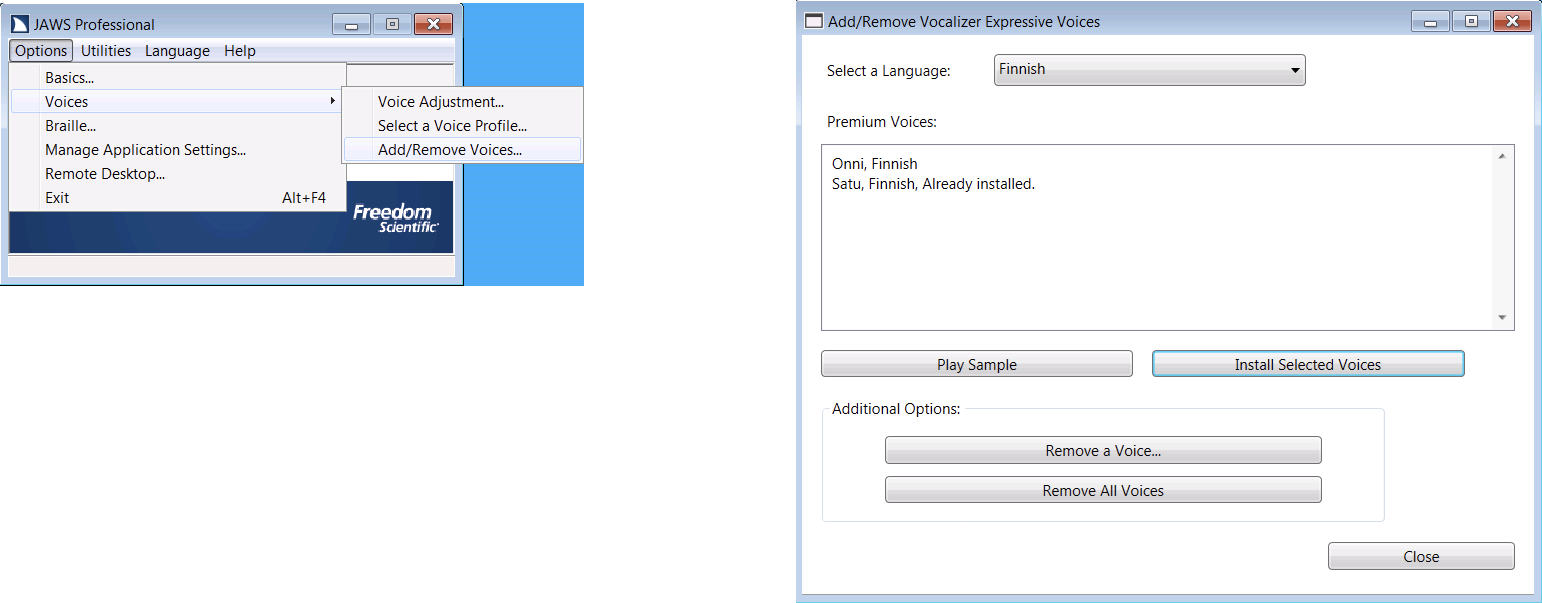 JAWS Professional
Options Utilities Language Help
Basics...
Voices
Braille...
Manage Application Settings...
Remote Desktop...
Exit Alt+F4
Voice Adjustment...
Select a Voice Profile...
Add/Remove Voices...
Freedom
Scientific
Add/Remove Vocalizer Expressive Voices
Select a Language: Finnish
Premium Voices:
Onni, Finnish
Satu, Finnish, Already installed.
Play Sample Install Selected Voices
Additional Options:
Remove a Voice...
Remove All Voices
Close